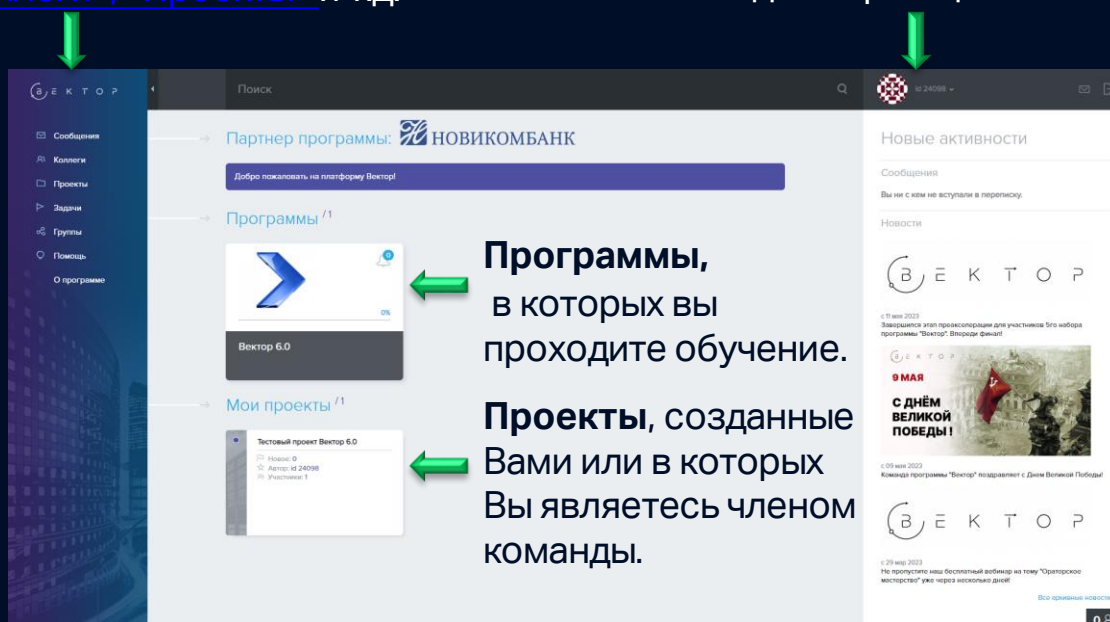 ВЕКТОР
Поиск
id 24098
Сообщения
Коллеги
Проекты
Задачи
Группы
Помощь
О программе
Партнер программы: НОВИКОМБАНК
Добро пожаловать на платформу Вектор!
Программы /1
0
0%
Вектор 6.0
Программы,
в которых вы
проходите обучение.
Мои проекты /1
Тестовый проект Вектор 6.0
Новое: 0
Автор: id 24098
Участники: 1
Проекты, созданные
Вами или в которых
Вы являетесь членом
команды.
Новые активности
Сообщения
Вы ни с кем не вступали в переписку.
Новости
ВЕКТОР
с 11 мая 2023
Завершился этап преакселерации для участников 5го набора
программы "Вектор". Впереди финал!
ВЕКТОР
9 МАЯ
С ДНЁМ
ВЕЛИКОЙ
ПОБЕДЫ!
с 09 мая 2023
Команда программы "Вектор" поздравляет с Днем Великой Победы!
ВЕКТОР
с 29 мар 2023
Не пропустите наш бесплатный вебинар на тему "Ораторское
мастерство" уже через несколько дней!
Все архивные новости
0